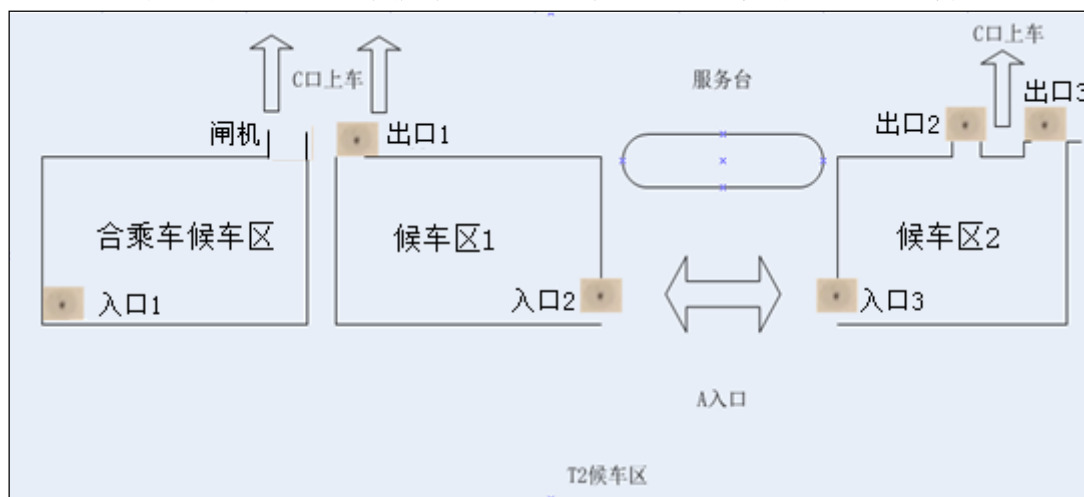 C口上车
C口上车
服务台
出口3
闸机
出口1
出口2
合乘车候车区
候车区1
候车区2
入口1
入口2
入口3
A入口
T2候车区